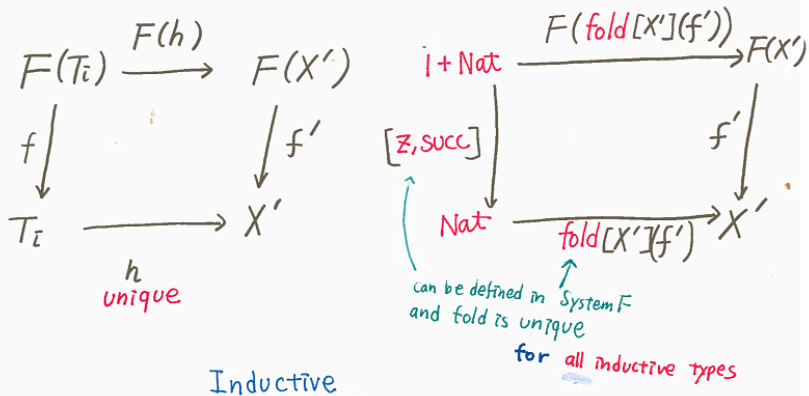 F(h)
F(Ti) F(X')
f f'
Ti X'
h
unique
F(fold[X'](f'))
1+Nat F(X')
[z, succ] f'
Nat X'
fold[X'](f')
can be defined in System F
and fold is unique
for all inductive types
Inductive